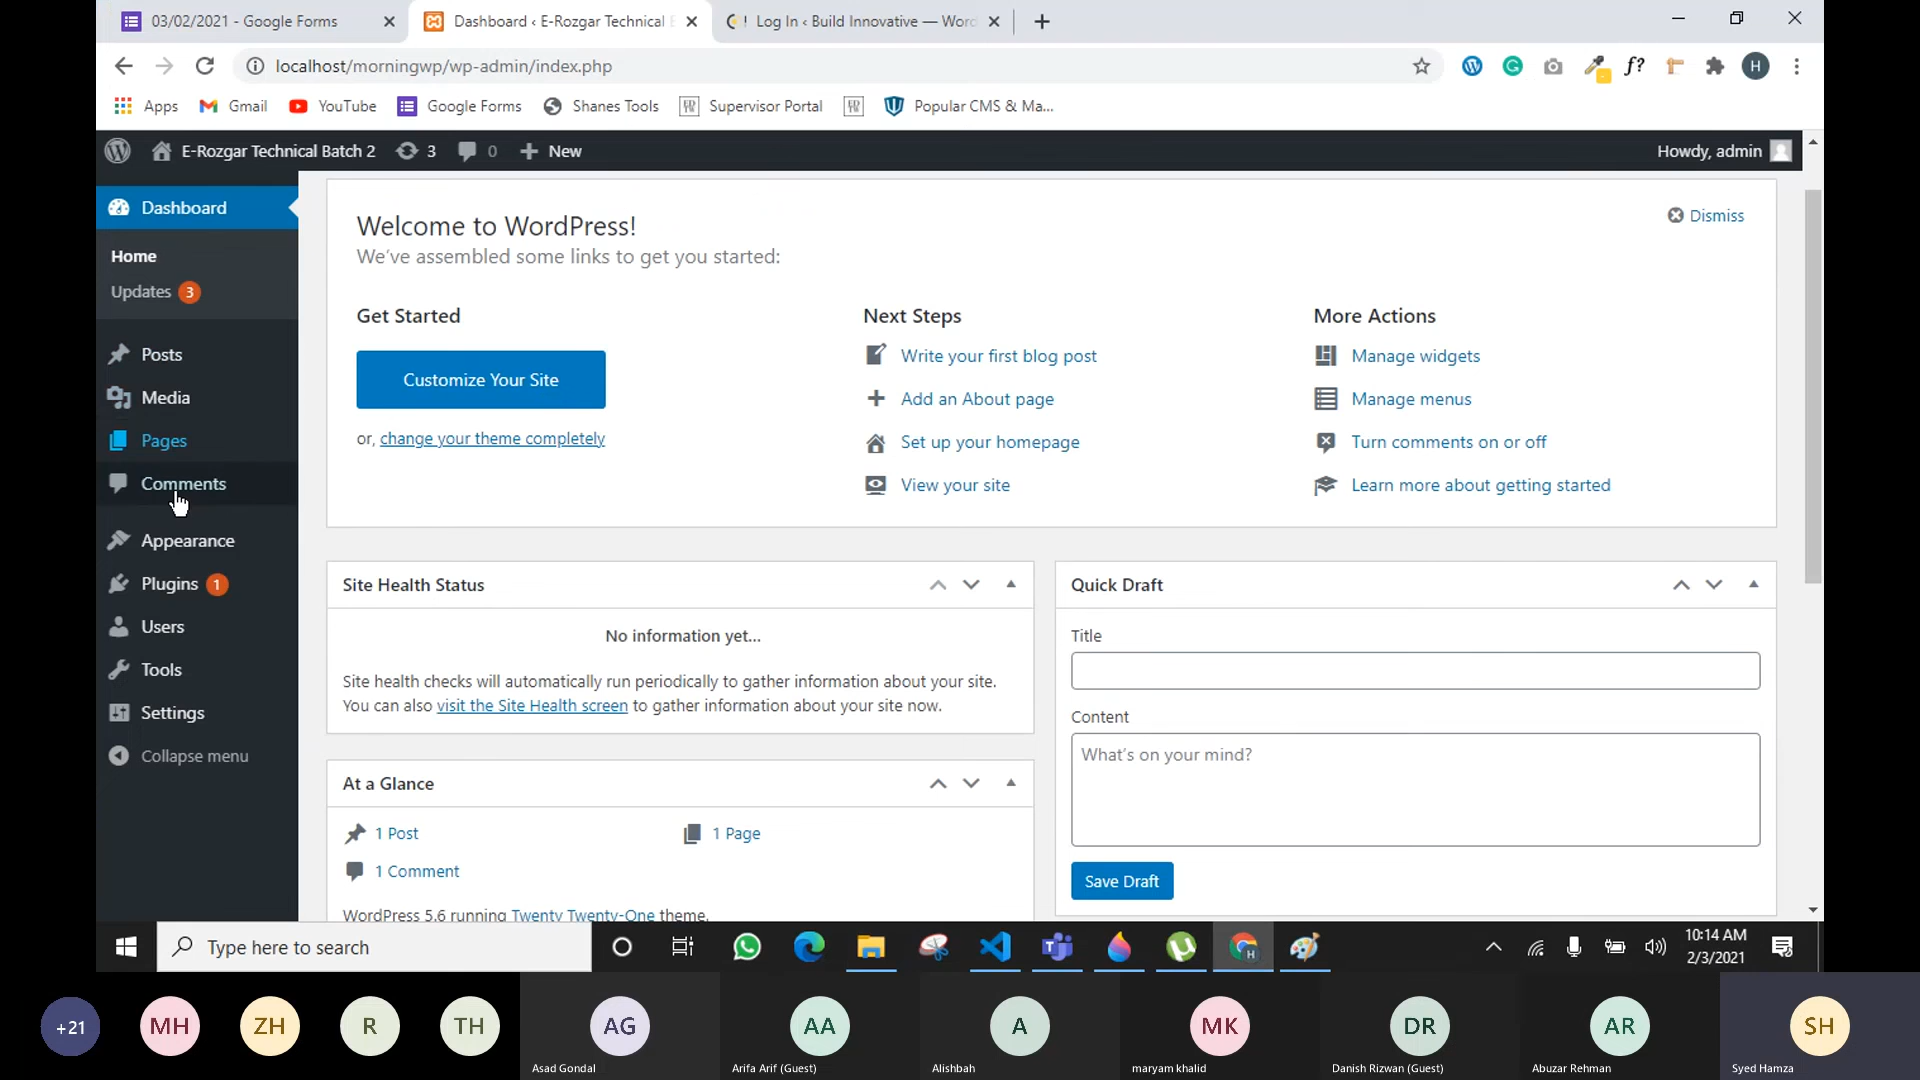 03/02/2021 - Google Forms
Dashboard ‹ E-Rozgar Technical B
Log In ‹ Build Innovative — Word
localhost/morningwp/wp-admin/index.php
f?
H
Apps
Gmail
YouTube
Google Forms
Shanes Tools
Supervisor Portal
Popular CMS & Ma...
E-Rozgar Technical Batch 2
3
0
New
Howdy, admin
Dashboard
Home
Updates 3
Posts
Media
Pages
Comments
Appearance
Plugins 1
Users
Tools
Settings
Collapse menu
Welcome to WordPress!
We've assembled some links to get you started:
Dismiss
Get Started
Customize Your Site
or, change your theme completely
Next Steps
Write your first blog post
Add an About page
Set up your homepage
View your site
More Actions
Manage widgets
Manage menus
Turn comments on or off
Learn more about getting started
Site Health Status
No information yet...
Site health checks will automatically run periodically to gather information about your site.
You can also visit the Site Health screen to gather information about your site now.
At a Glance
1 Post
1 Page
1 Comment
WordPress 5.6 running Twenty Twenty-One theme.
Quick Draft
Title
Content
What's on your mind?
Save Draft
Type here to search
10:14 AM
2/3/2021
+21
MH
ZH
R
TH
AG
Asad Gondal
AA
Arifa Arif (Guest)
A
Alishbah
MK
maryam khalid
DR
Danish Rizwan (Guest)
AR
Abuzar Rehman
SH
Syed Hamza